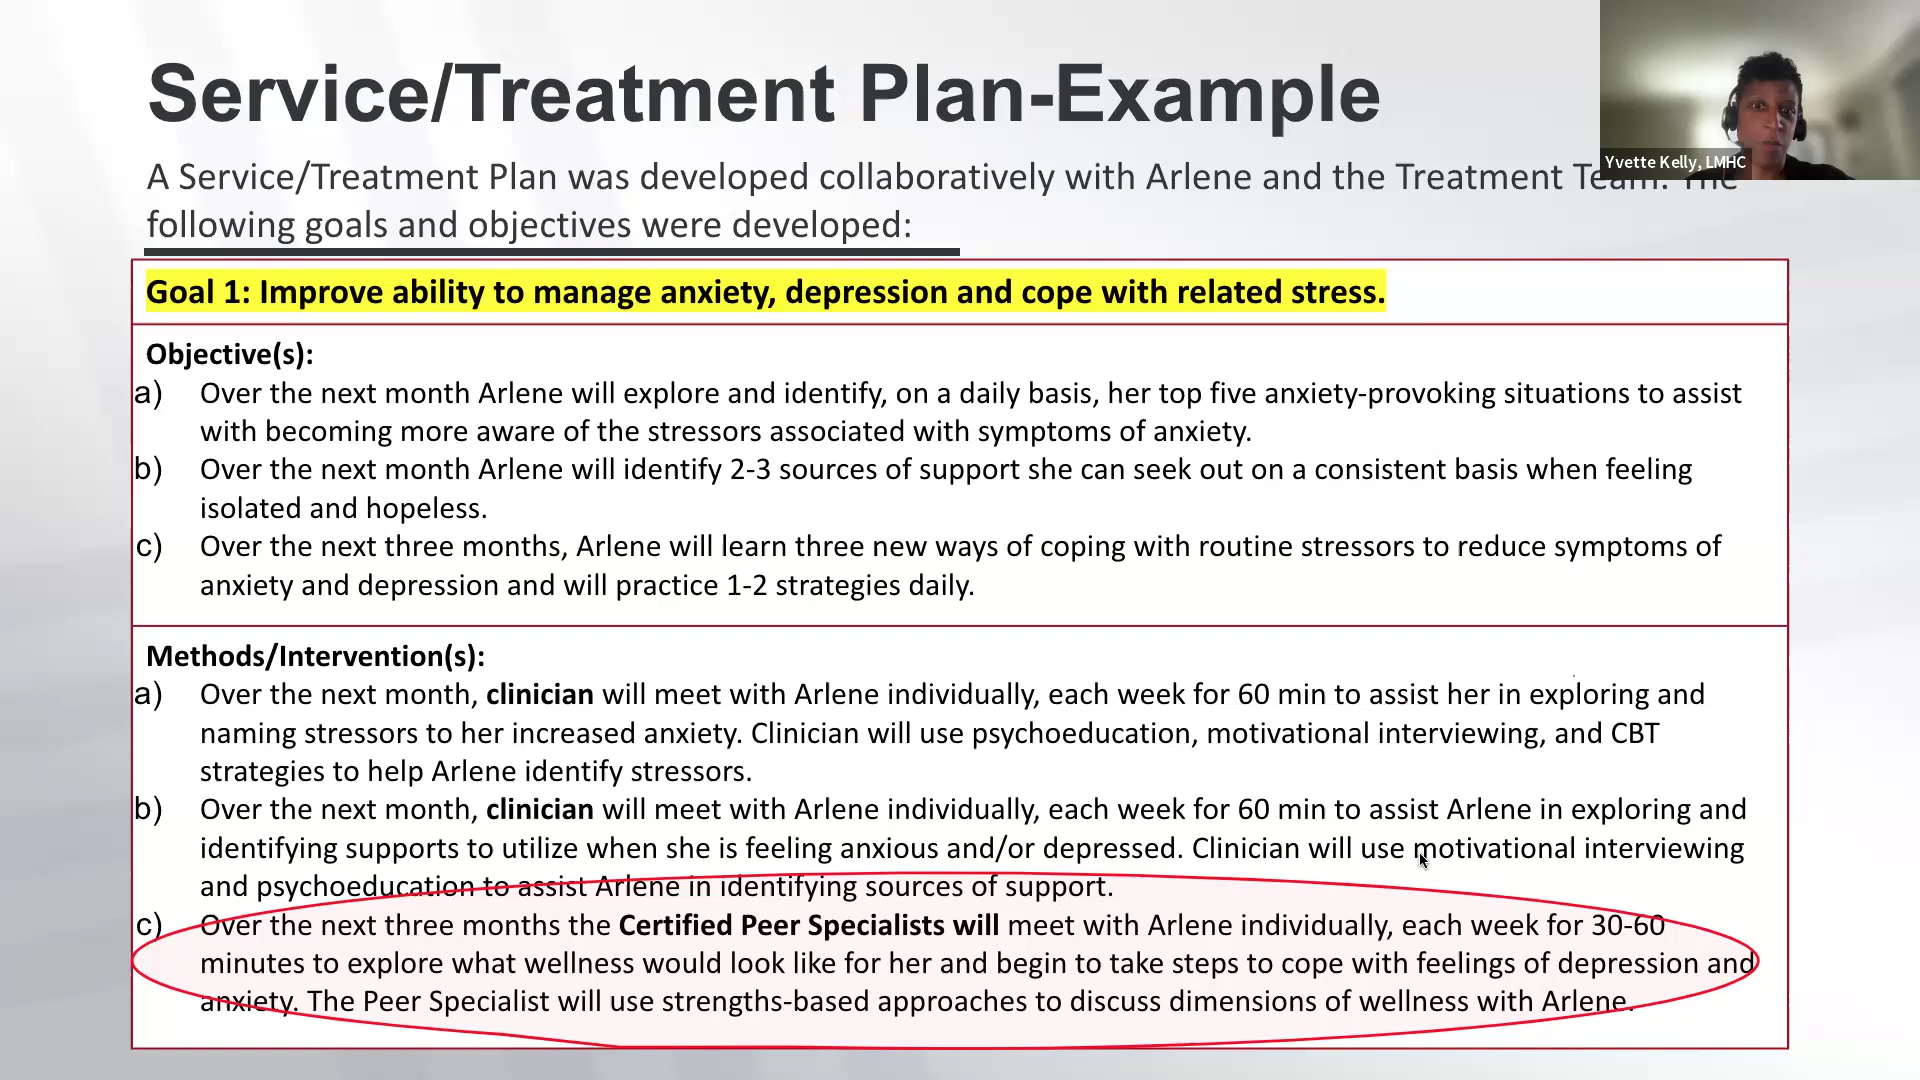 Service/Treatment Plan-Example
Yvette Kelly, LMHC
A Service/Treatment Plan was developed collaboratively with Arlene and the Treatment Team. The
following goals and objectives were developed:
Goal 1: Improve ability to manage anxiety, depression and cope with related stress.
Objective(s):
a) Over the next month Arlene will explore and identify, on a daily basis, her top five anxiety-provoking situations to assist
with becoming more aware of the stressors associated with symptoms of anxiety.
b) Over the next month Arlene will identify 2-3 sources of support she can seek out on a consistent basis when feeling
isolated and hopeless.
c) Over the next three months, Arlene will learn three new ways of coping with routine stressors to reduce symptoms of
anxiety and depression and will practice 1-2 strategies daily.
Methods/Intervention(s):
a) Over the next month, clinician will meet with Arlene individually, each week for 60 min to assist her in exploring and
naming stressors to her increased anxiety. Clinician will use psychoeducation, motivational interviewing, and CBT
strategies to help Arlene identify stressors.
b) Over the next month, clinician will meet with Arlene individually, each week for 60 min to assist Arlene in exploring and
identifying supports to utilize when she is feeling anxious and/or depressed. Clinician will use motivational interviewing
and psychoeducation to assist Arlene in identifying sources of support.
c) Over the next three months the Certified Peer Specialists will meet with Arlene individually, each week for 30-60
minutes to explore what wellness would look like for her and begin to take steps to cope with feelings of depression and
anxiety. The Peer Specialist will use strengths-based approaches to discuss dimensions of wellness with Arlene.